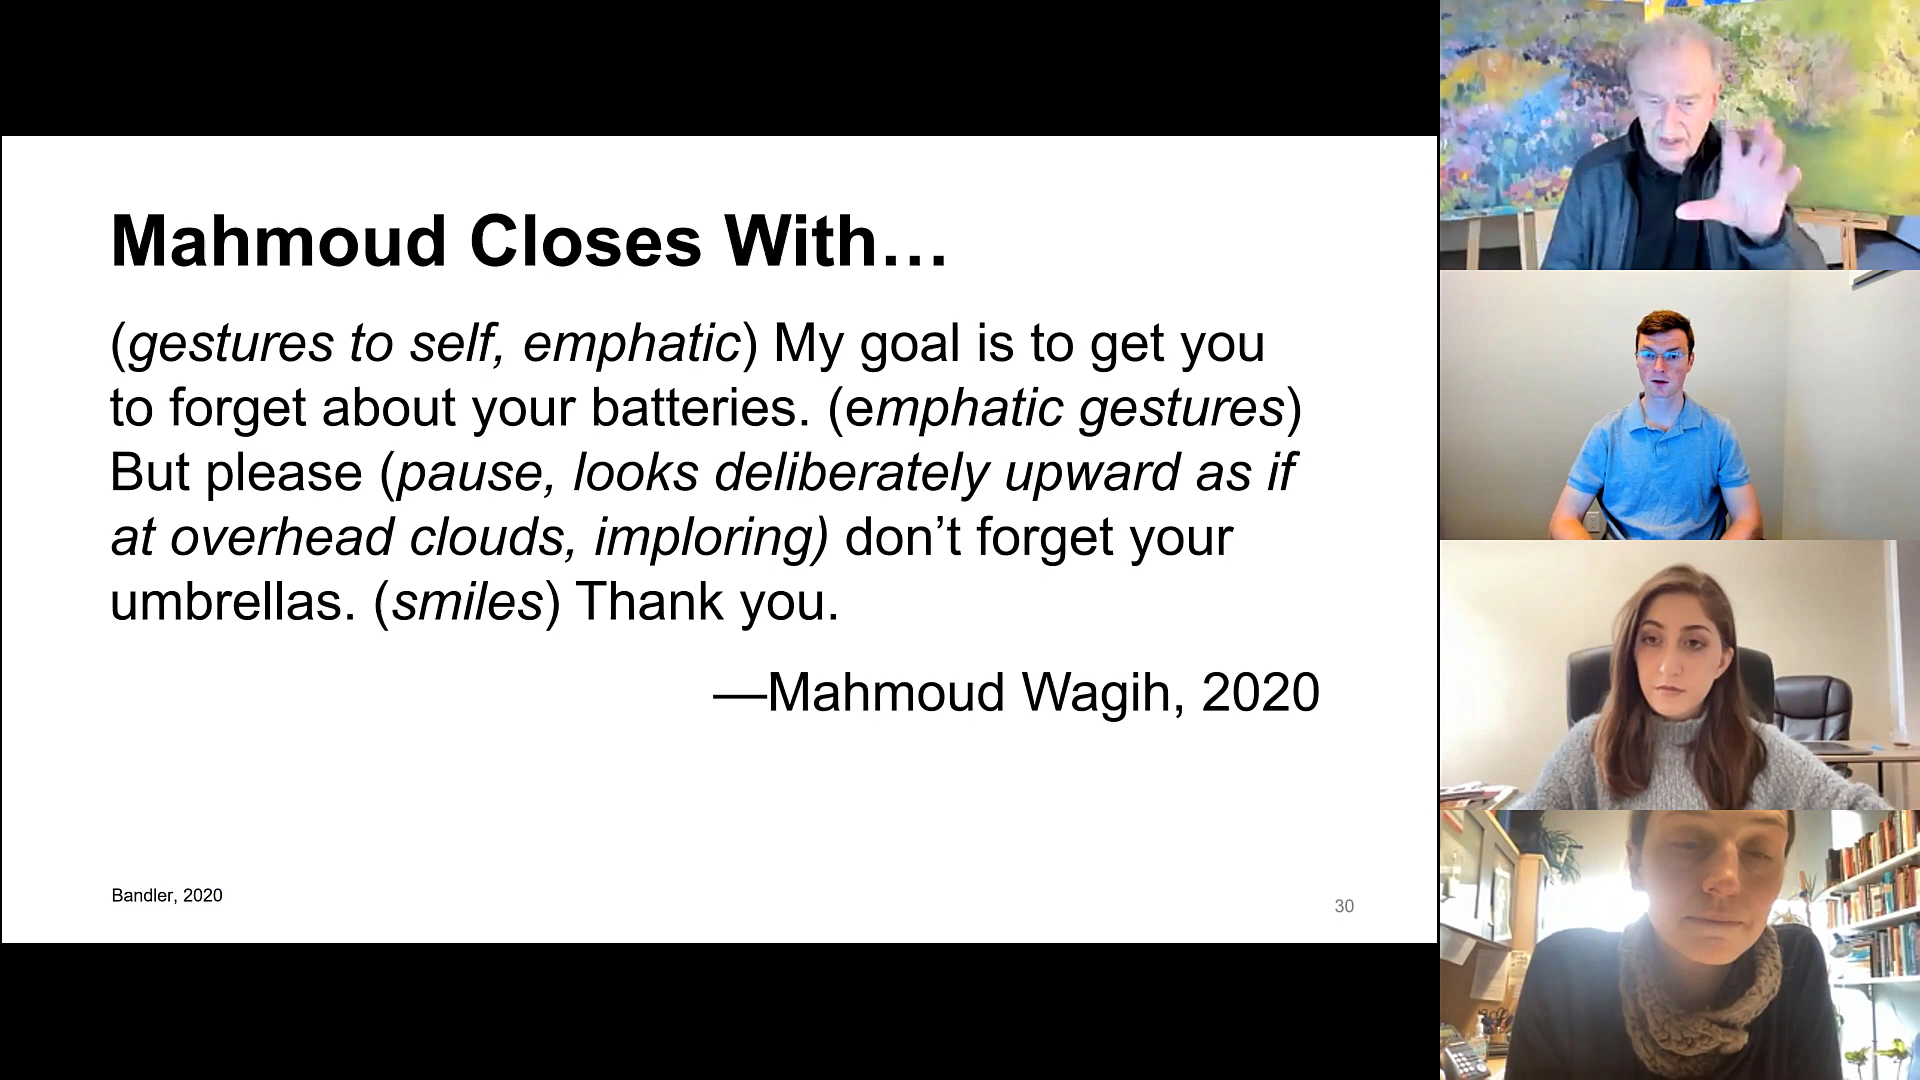 Mahmoud Closes With…
(gestures to self, emphatic) My goal is to get you
to forget about your batteries. (emphatic gestures)
But please (pause, looks deliberately upward as if
at overhead clouds, imploring) don’t forget your
umbrellas. (smiles) Thank you.
—Mahmoud Wagih, 2020
Bandler, 2020
30